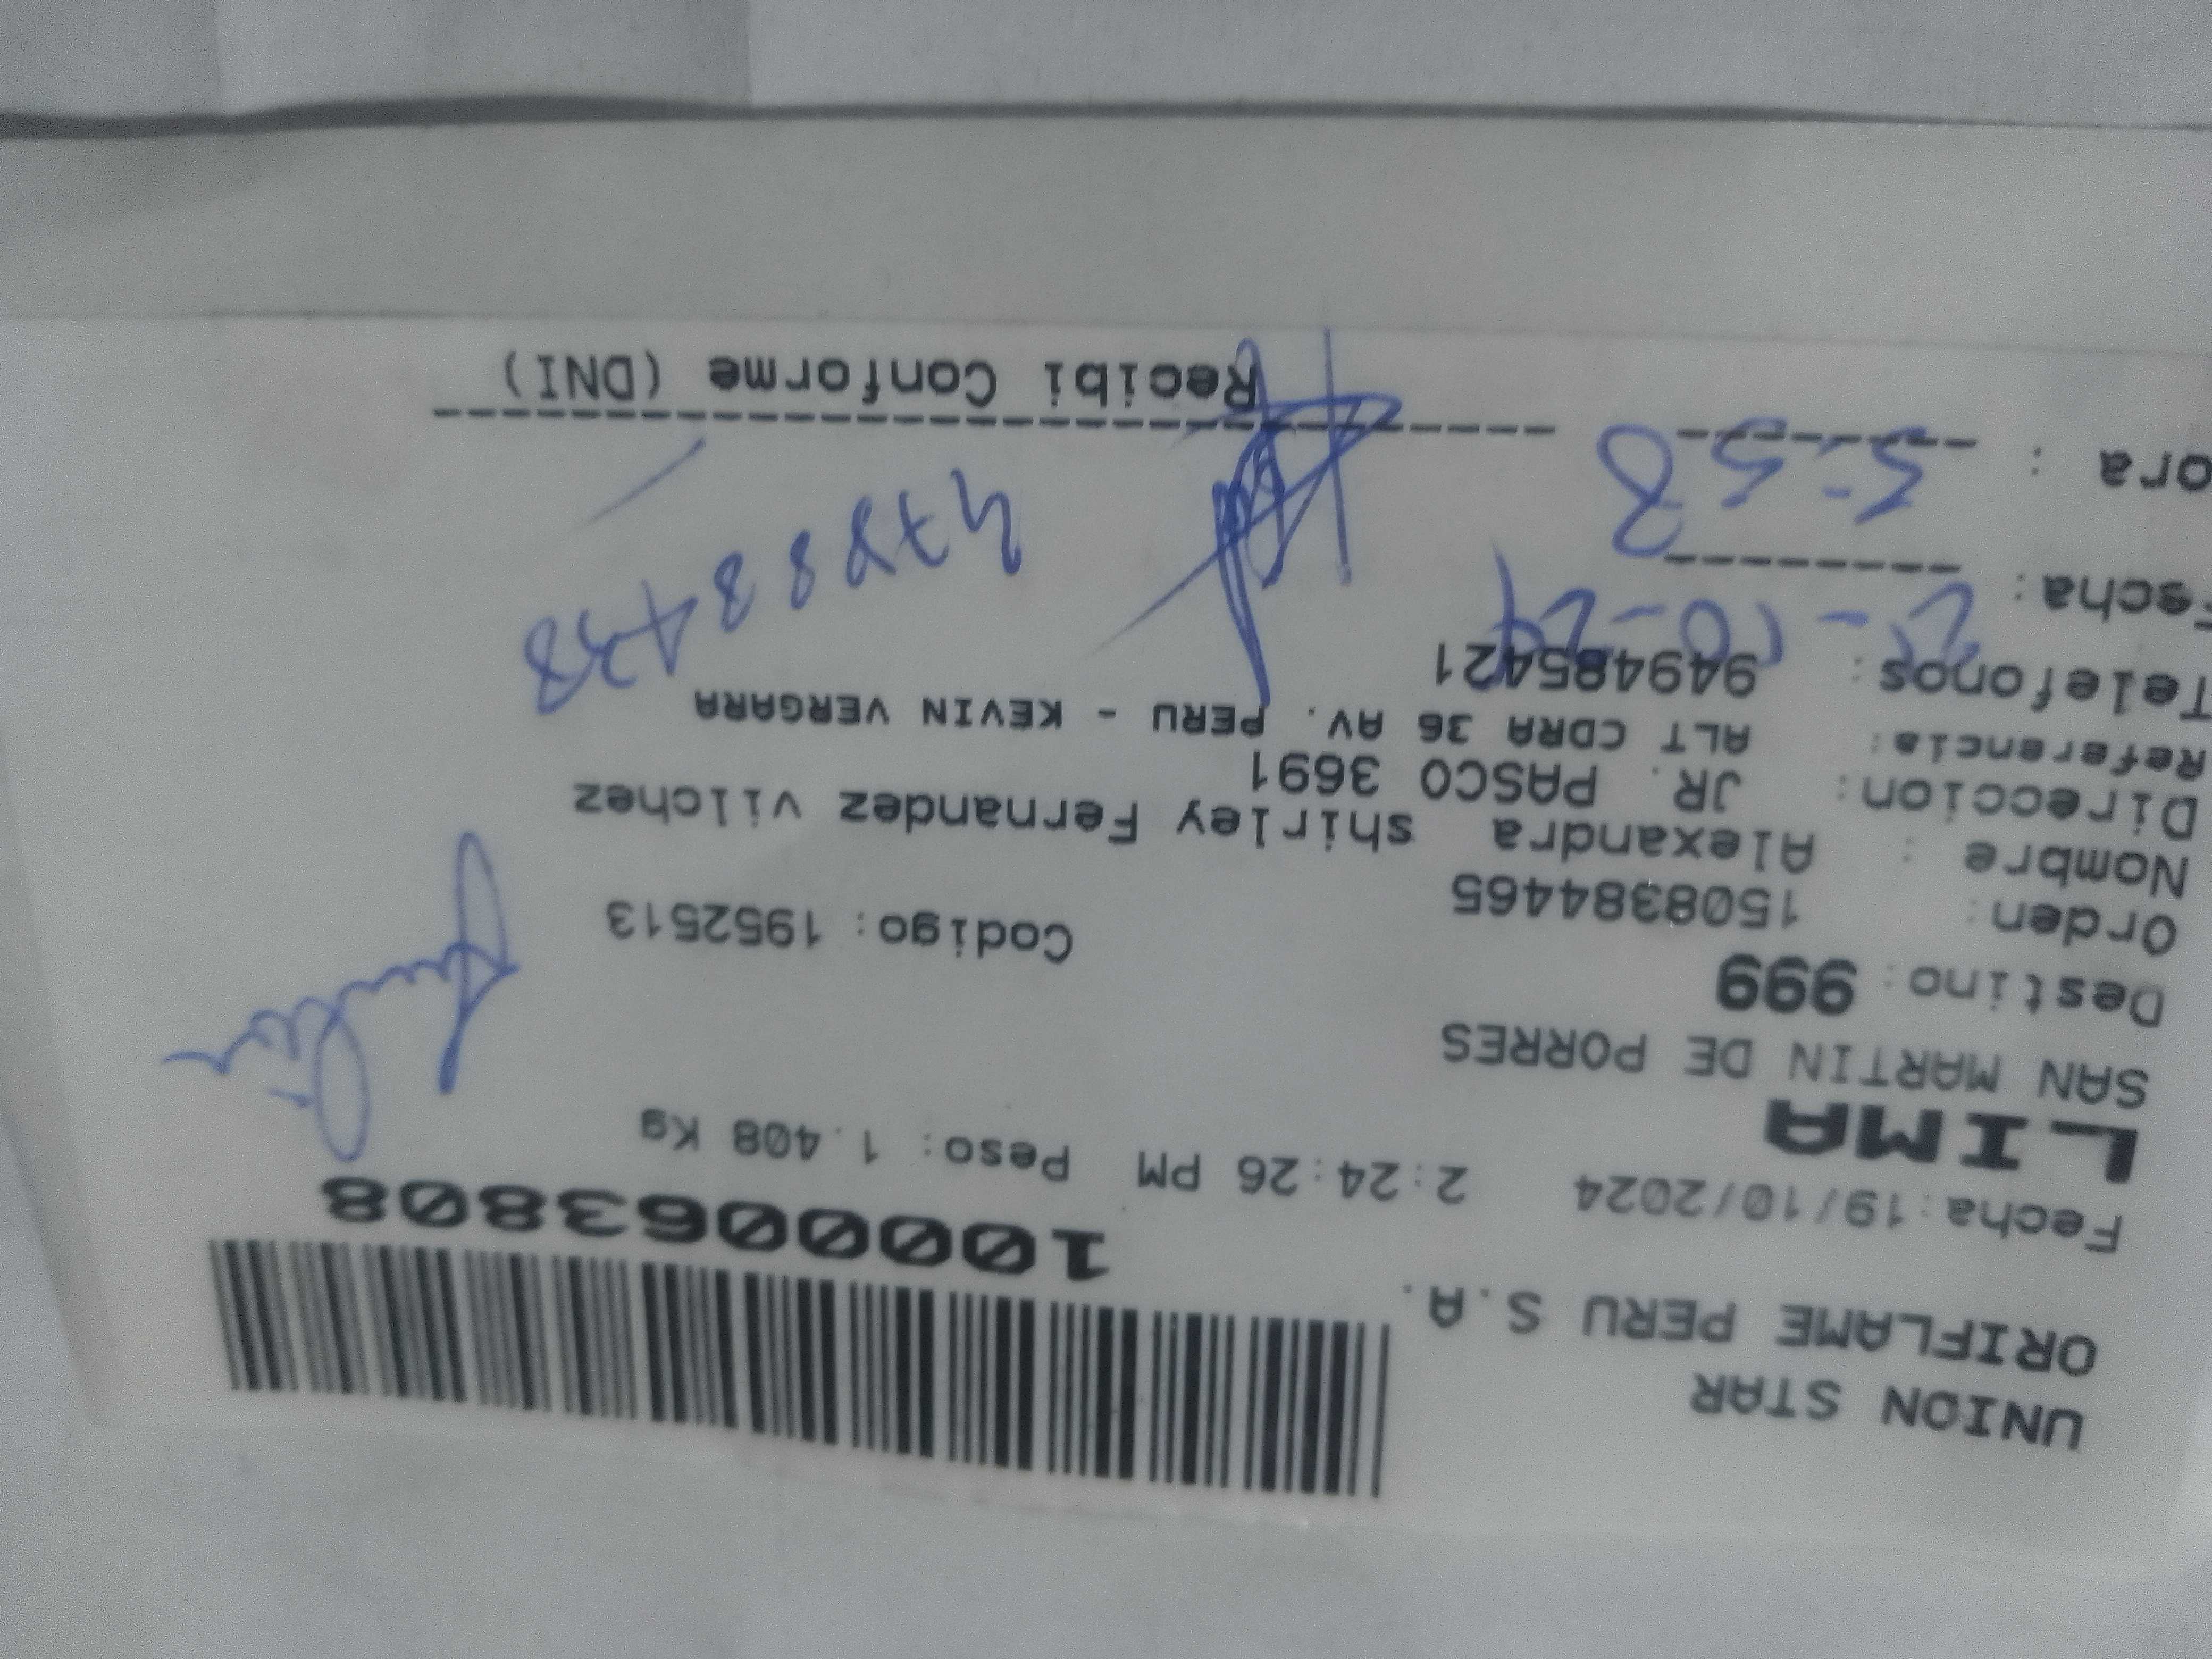 UNION STAR
ORIFLAME PERU S.A.
1000063808
Fecha:19/10/2024 2:24:26 PM Peso: 1.408 Kg
LIMA
SAN MARTIN DE PORRES
Destino: 999
Orden: 1508384465 Codigo: 1952513
Nombre : Alexandra shirley Fernandez vilchez
Direccion: JR. PASCO 3691
Referencia: ALT CDRA 36 AV. PERU - KEVIN VERGARA
Telefonos: 949485421
echa:
ora : 5:58
Recibi Conforme (DNI)